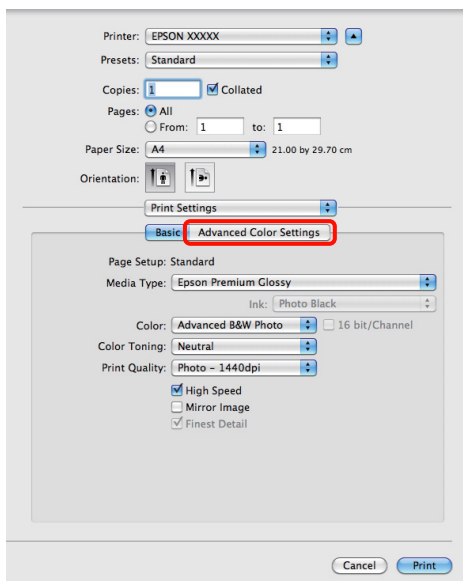 Printer: EPSON XXXXX
Presets: Standard
Copies: 1 Collated
Pages: All
From: 1 to: 1
Paper Size: A4 21.00 by 29.70 cm
Orientation:
Print Settings
Basic Advanced Color Settings
Page Setup: Standard
Media Type: Epson Premium Glossy
Ink: Photo Black
Color: Advanced B&W Photo 16 bit/Channel
Color Toning: Neutral
Print Quality: Photo – 1440dpi
High Speed
Mirror Image
Finest Detail
Cancel Print